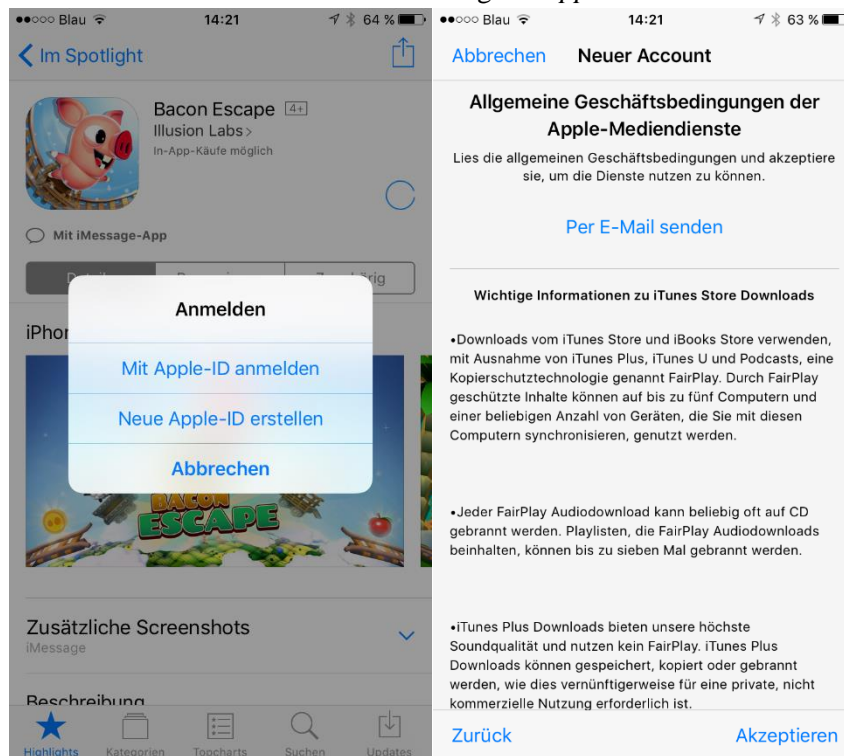 Blau
14:21
64 %
Im Spotlight
Bacon Escape 4+
Illusion Labs >
In-App-Käufe möglich
Mit iMessage-App
Anmelden
Mit Apple-ID anmelden
Neue Apple-ID erstellen
Abbrechen
BACON
ESCAPE
Zusätzliche Screenshots
iMessage
Beschreibung
Highlights
Kategorien
Topcharts
Suchen
Updates
Blau
14:21
63 %
Abbrechen
Neuer Account
Allgemeine Geschäftsbedingungen der
Apple-Mediendienste
Lies die allgemeinen Geschäftsbedingungen und akzeptiere
sie, um die Dienste nutzen zu können.
Per E-Mail senden
Wichtige Informationen zu iTunes Store Downloads
•Downloads vom iTunes Store und iBooks Store verwenden,
mit Ausnahme von iTunes Plus, iTunes U und Podcasts, eine
Kopierschutztechnologie genannt FairPlay. Durch FairPlay
geschützte Inhalte können auf bis zu fünf Computern und
einer beliebigen Anzahl von Geräten, die Sie mit diesen
Computern synchronisieren, genutzt werden.
•Jeder FairPlay Audiodownload kann beliebig oft auf CD
gebrannt werden. Playlisten, die FairPlay Audiodownloads
beinhalten, können bis zu sieben Mal gebrannt werden.
•iTunes Plus Downloads bieten unsere höchste
Soundqualität und nutzen kein FairPlay. iTunes Plus
Downloads können gespeichert, kopiert oder gebrannt
werden, wie dies vernünftigerweise für eine private, nicht
kommerzielle Nutzung erforderlich ist.
Zurück
Akzeptieren